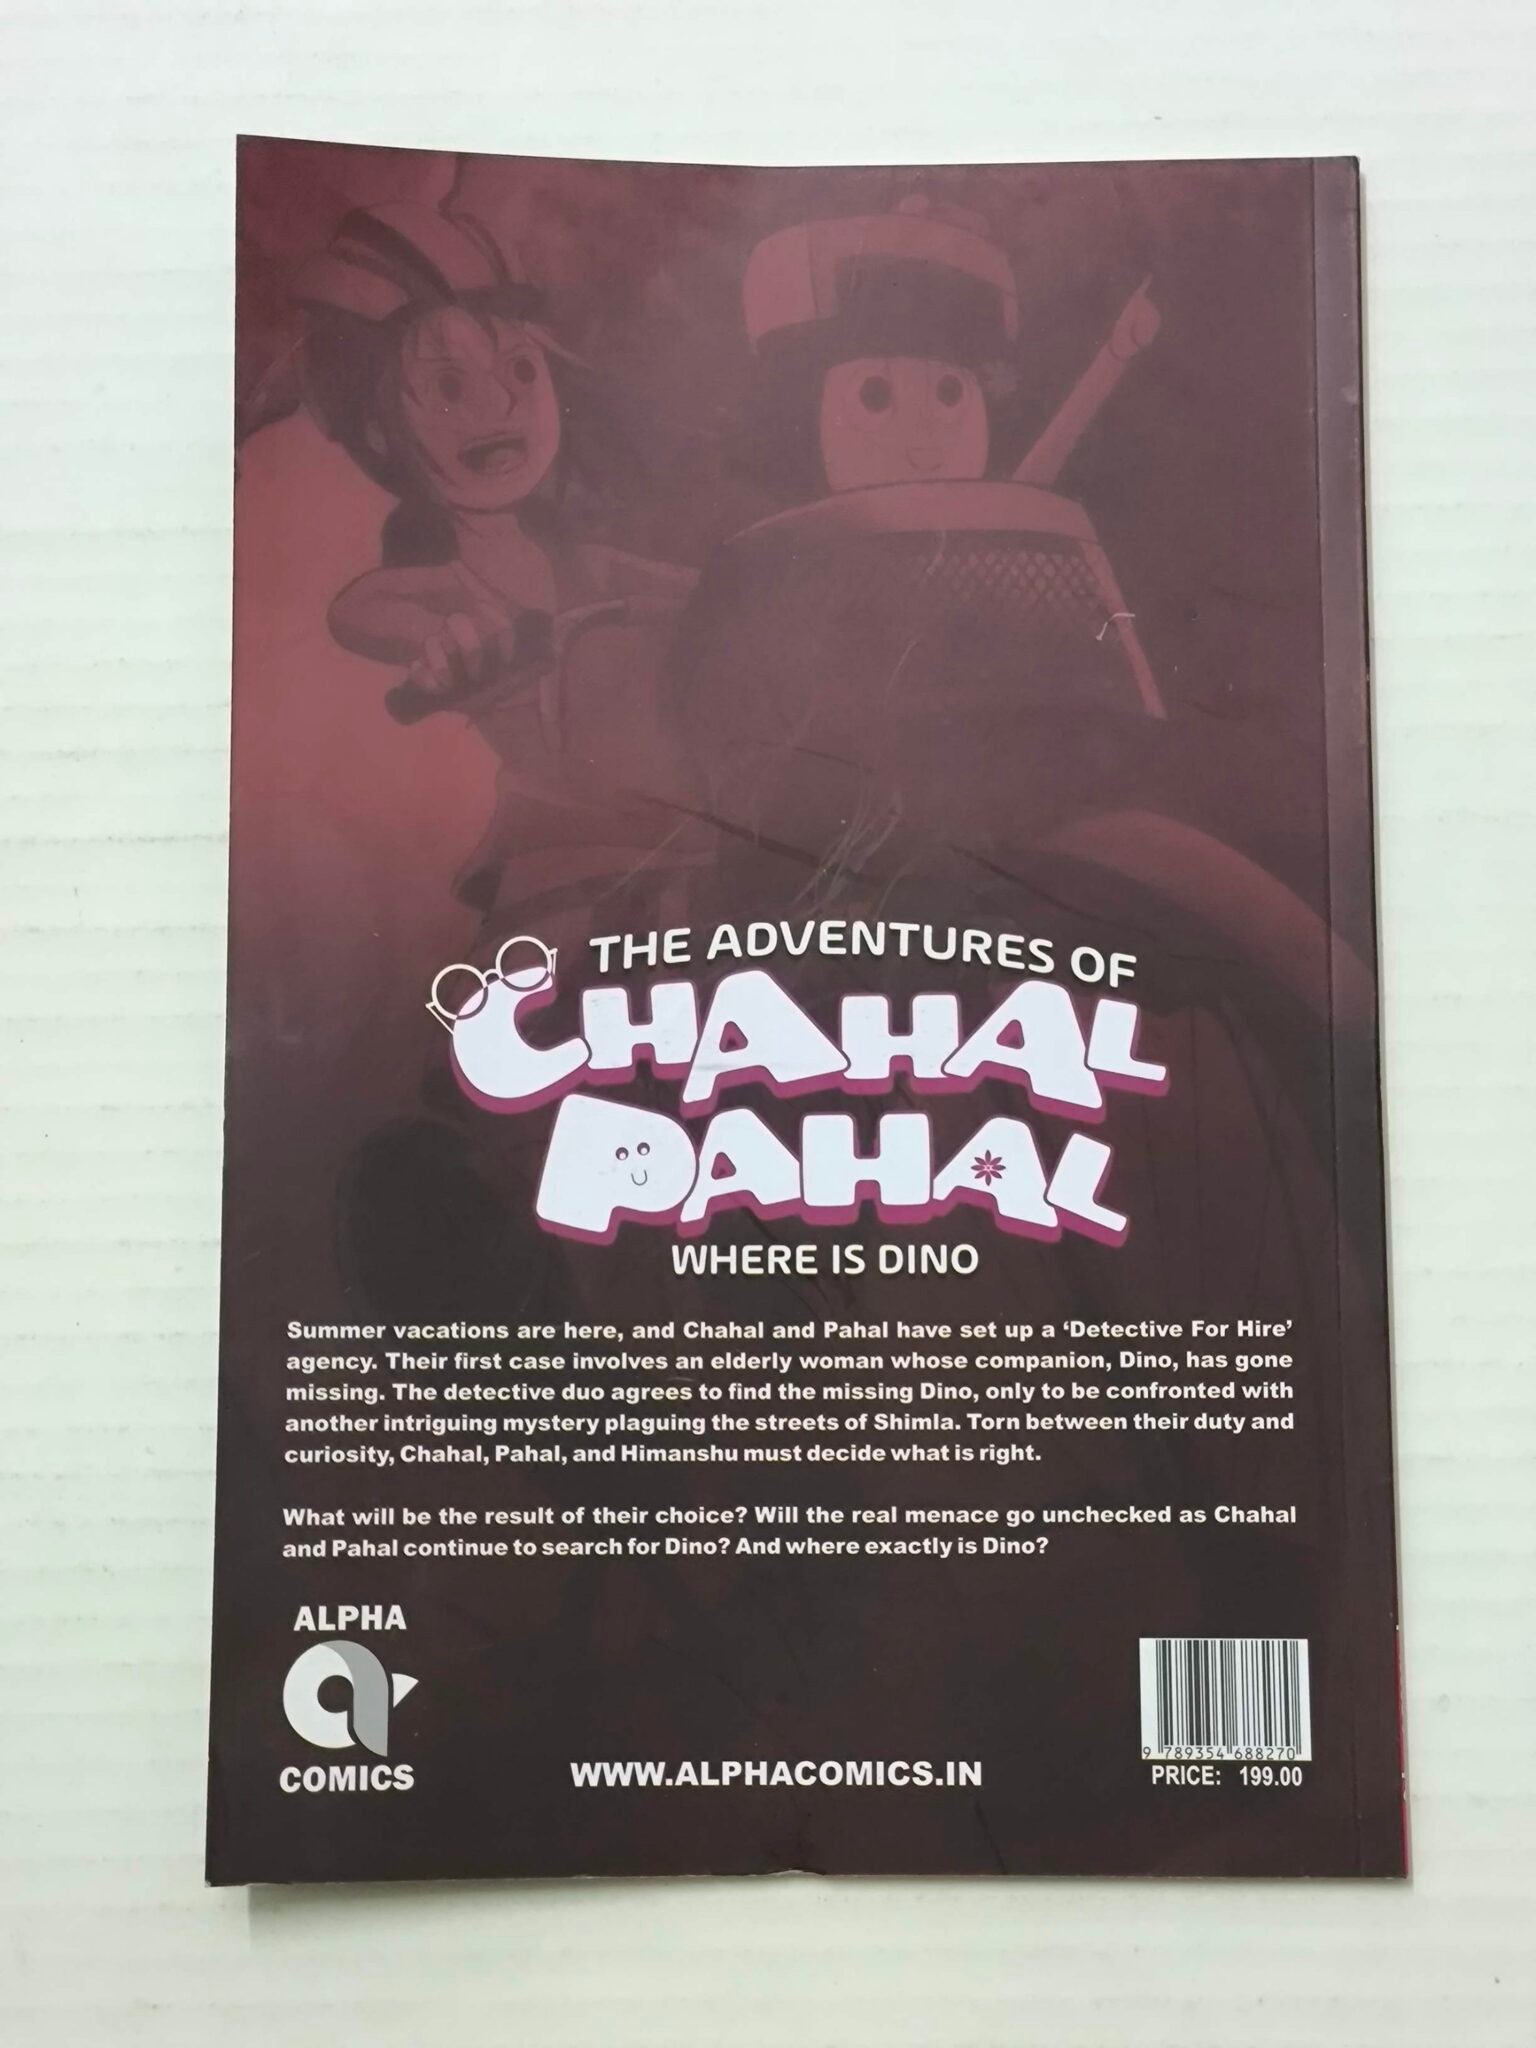 THE ADVENTURES OF
CHAHAL
PAHAL
WHERE IS DINO
Summer vacations are here, and Chahal and Pahal have set up a ‘Detective For Hire’
agency. Their first case involves an elderly woman whose companion, Dino, has gone
missing. The detective duo agrees to find the missing Dino, only to be confronted with
another intriguing mystery plaguing the streets of Shimla. Torn between their duty and
curiosity, Chahal, Pahal, and Himanshu must decide what is right.
What will be the result of their choice? Will the real menace go unchecked as Chahal
and Pahal continue to search for Dino? And where exactly is Dino?
ALPHA
COMICS
WWW.ALPHACOMICS.IN
9 789354 688270
PRICE: 199.00